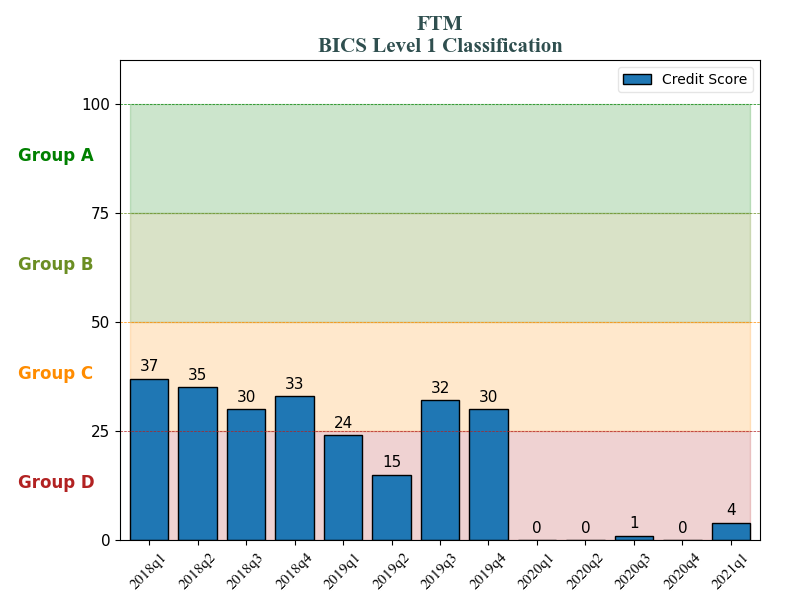 FTM
BICS Level 1 Classification
Credit Score
100
Group A
75
Group B
50
Group C
25
Group D
0
37
35
30
33
24
15
32
30
0
0
1
0
4
2018q1
2018q2
2018q3
2018q4
2019q1
2019q2
2019q3
2019q4
2020q1
2020q2
2020q3
2020q4
2021q1